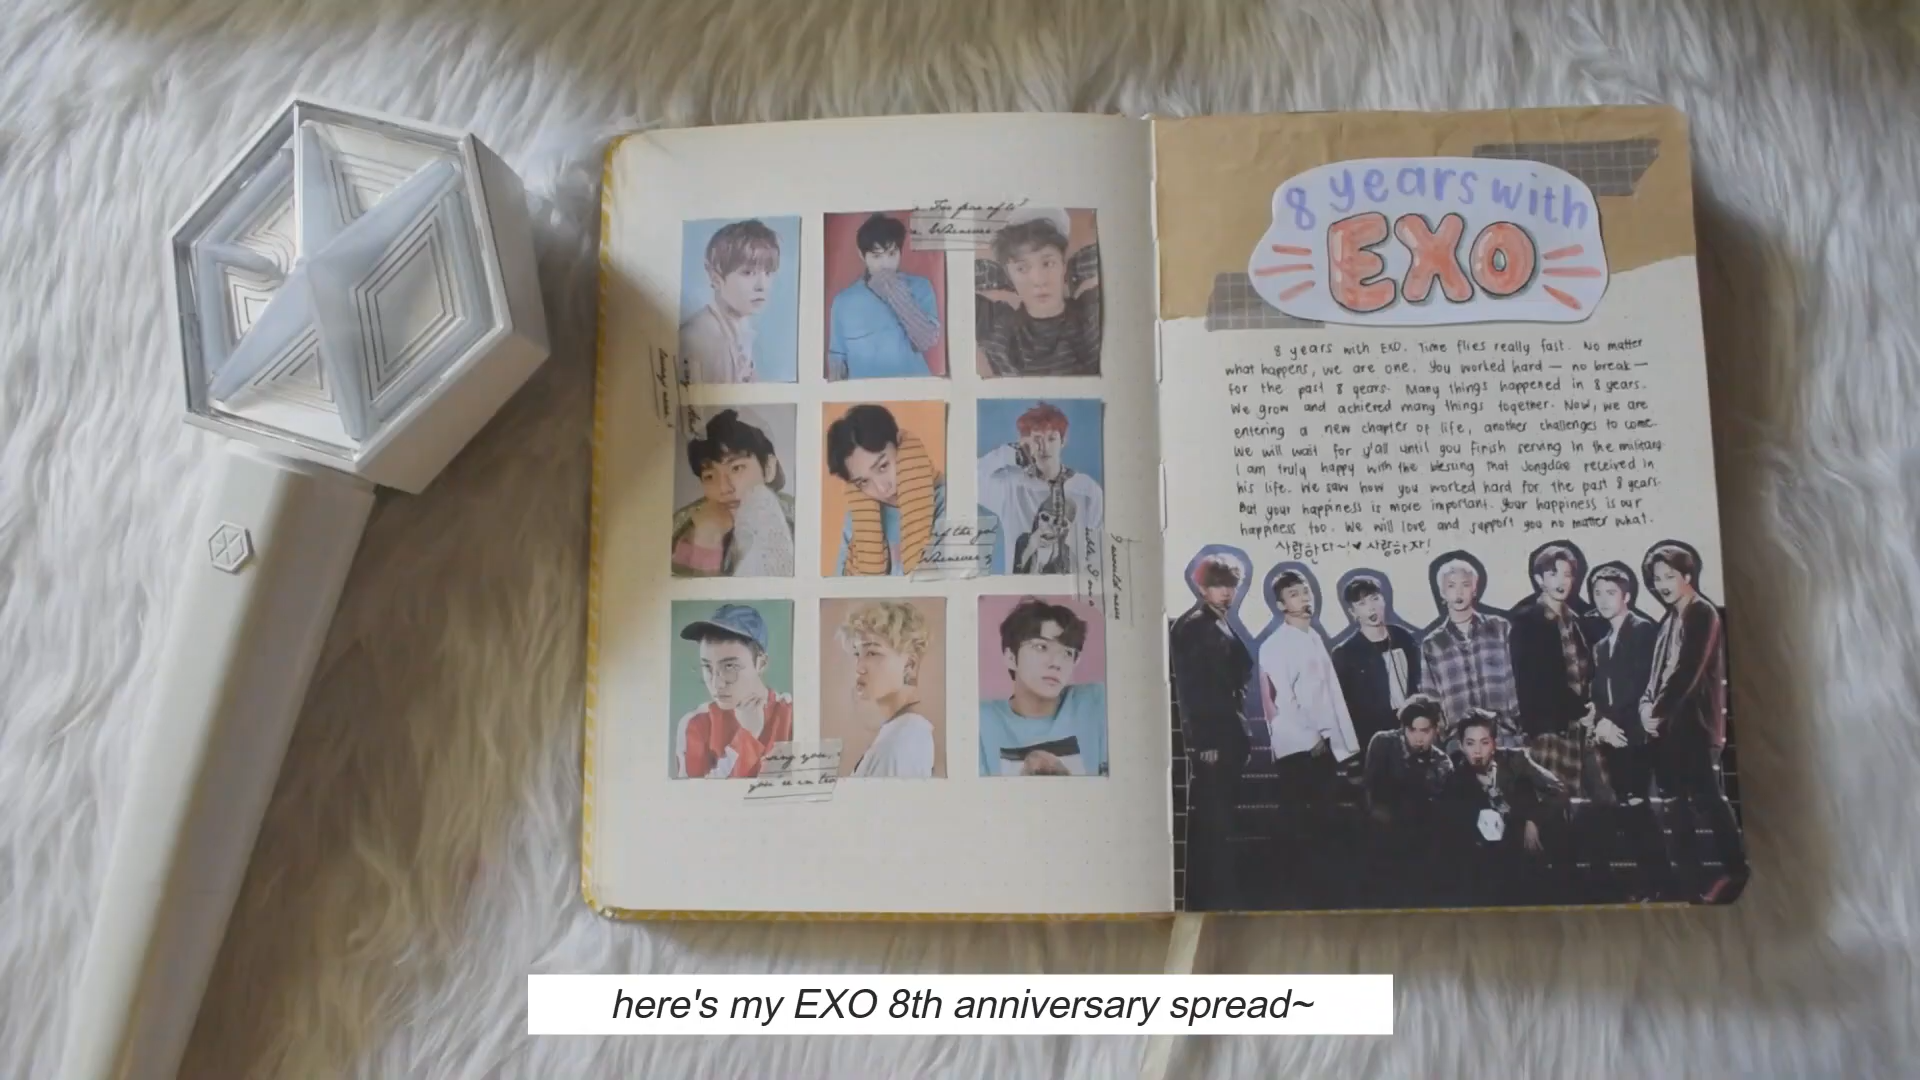 8 years with
EXO
8 years with EXO. Time flies really fast. No matter
what happens, we are one. You worked hard — no break —
for the past 8 years. Many things happened in 8 years.
We grow and achieved many things together. Now, we are
entering a new chapter of life, another challenges to come.
We will wait for y'all until you finish serving in the military.
I am truly happy with the blessing that Jongdae received in
his life. We saw how you worked hard for the past 8 years.
But your happiness is more important. Your happiness is our
happiness too. We will love and support you no matter what.
사랑하다~!♥ 사랑하자!
here's my EXO 8th anniversary spread~